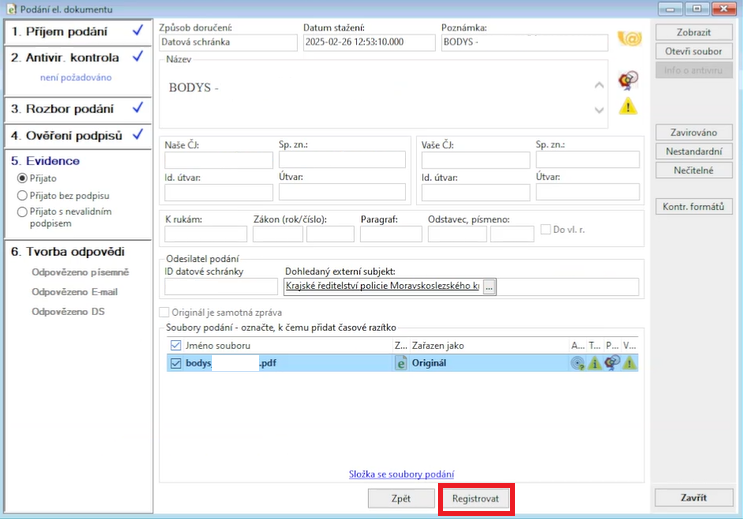 Podání el. dokumentu
1. Příjem podání
2. Antivir. kontrola
není požadováno
3. Rozbor podání
4. Ověření podpisů
5. Evidence
Přijato
Přijato bez podpisu
Přijato s nevalidním
podpisem
6. Tvorba odpovědi
Odpovězeno písemně
Odpovězeno E-mail
Odpovězeno DS
Způsob doručení: Datum stažení: Poznámka:
Datová schránka 2025-02-26 12:53:10.000 BODYS -
Název
BODYS -
Naše ČJ: Sp. zn.: Vaše ČJ: Sp. zn.:
Id. útvar: Útvar: Id. útvar: Útvar:
K rukám: Zákon (rok/číslo): Paragraf: Odstavec, písmeno:
Do vl. r.
Odesilatel podání
ID datové schránky Dohledaný externí subjekt:
Krajské ředitelství policie Moravskoslezského k ...
Originál je samotná zpráva
Soubory podání - označte, k čemu přidat časové razítko
Jméno souboru Z... Zařazen jako A... T... P... V...
bodys .pdf Originál
Složka se soubory podání
Zpět Registrovat
Zobrazit
Otevři soubor
Info o antiviru
Zavirováno
Nestandardní
Nečitelné
Kontr. formátů
Zavřít